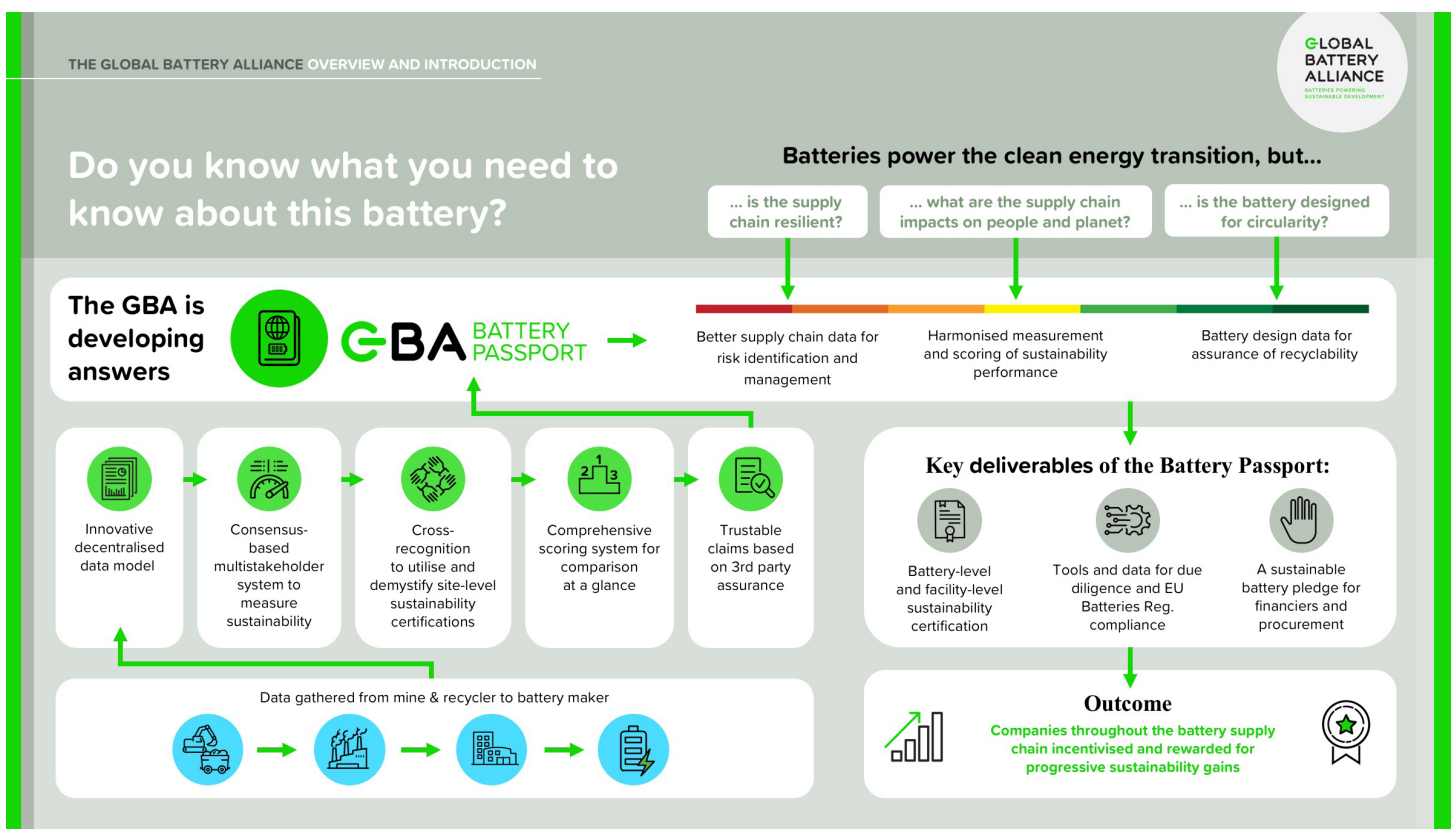 THE GLOBAL BATTERY ALLIANCE OVERVIEW AND INTRODUCTION
GLOBAL
BATTERY
ALLIANCE
BATTERIES POWERING
SUSTAINABLE DEVELOPMENT
Do you know what you need to
know about this battery?
Batteries power the clean energy transition, but...
... is the supply
chain resilient?
... what are the supply chain
impacts on people and planet?
... is the battery designed
for circularity?
The GBA is
developing
answers
GBA BATTERY
PASSPORT
Better supply chain data for
risk identification and
management
Harmonised measurement
and scoring of sustainability
performance
Battery design data for
assurance of recyclability
Innovative
decentralised
data model
Consensus-
based
multistakeholder
system to
measure
sustainability
Cross-
recognition
to utilise and
demystify site-level
sustainability
certifications
1
2
3
Comprehensive
scoring system for
comparison
at a glance
Trustable
claims based
on 3rd party
assurance
Data gathered from mine & recycler to battery maker
Key deliverables of the Battery Passport:
Battery-level
and facility-level
sustainability
certification
Tools and data for due
diligence and EU
Batteries Reg.
compliance
A sustainable
battery pledge for
financiers and
procurement
Outcome
Companies throughout the battery supply
chain incentivised and rewarded for
progressive sustainability gains